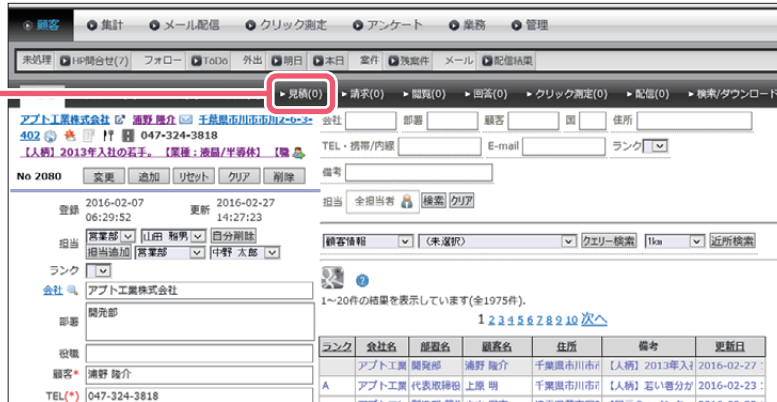 顧客 集計 メール配信 クリック測定 アンケート 業務 管理
未処理 HP問合せ(7) フォロー ToDo 外出 明日 本日 案件 残案件 メール 配信結果
見積(0) 請求(0) 閲覧(0) 回答(0) クリック測定(0) 配信(0) 検索/ダウンロード
アプト工業株式会社 浦野 隆介 千葉県市川市市川2-6-3-
402 047-324-3818
【人柄】2013年入社の若手。【業種:液晶/半導体】【職
No 2080 変更 追加 リセット クリア 削除
登録 2016-02-07 06:29:52 更新 2016-02-27 14:27:23
担当 営業部 山田 雅男 自分削除
担当追加 営業部 中野 太郎
ランク
会社 アプト工業株式会社
部署 開発部
役職
顧客* 浦野 隆介
TEL(*) 047-324-3818
会社 部署 顧客 国 住所
TEL・携帯/内線 E-mail ランク
備考
担当 全担当者 検索 クリア
顧客情報 (未選択) クエリー検索 1km 近所検索
1~20件の結果を表示しています(全1975件).
1 2 3 4 5 6 7 8 9 10 次へ
ランク 会社名 部署名 顧客名 住所 備考 更新日
アプト工業 開発部 浦野 隆介 千葉県市川市市 【人柄】2013年入社 2016-02-27
A アプト工業 代表取締役 上原 明 千葉県市川市市 【人柄】若い番分が 2016-02-23